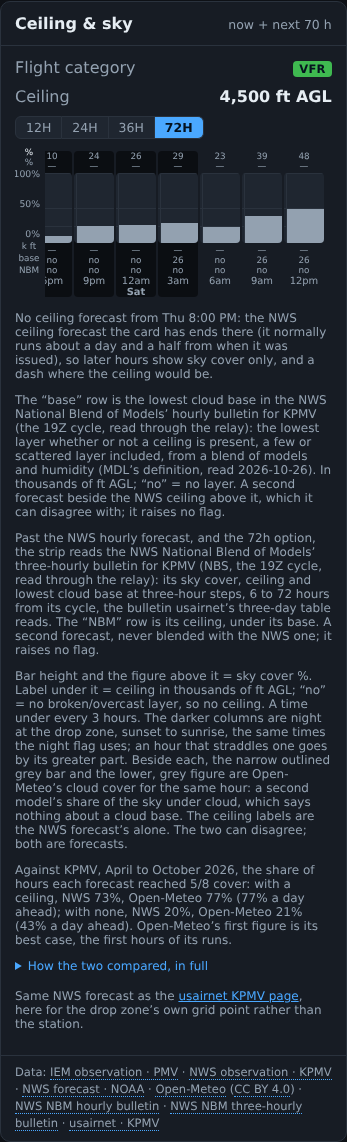 Ceiling & sky now + next 70 h
Flight category VFR
Ceiling 4,500 ft AGL
12H 24H 36H 72H
% 10 24 26 29 23 39 48
% — — — — — — —
100%
50%
0%
k ft — — — — — — —
base no no no no no 26 26
NBM no no no no no no no
6pm 9pm 12am 3am 6am 9am 12pm
Sat
No ceiling forecast from Thu 8:00 PM: the NWS
ceiling forecast the card has ends there (it normally
runs about a day and a half from when it was
issued), so later hours show sky cover only, and a
dash where the ceiling would be.
The “base” row is the lowest cloud base in the NWS
National Blend of Models’ hourly bulletin for KPMV
(the 19Z cycle, read through the relay): the lowest
layer whether or not a ceiling is present, a few or
scattered layer included, from a blend of models
and humidity (MDL’s definition, read 2026-10-26). In
thousands of ft AGL; “no” = no layer. A second
forecast beside the NWS ceiling above it, which it
can disagree with; it raises no flag.
Past the NWS hourly forecast, and the 72h option,
the strip reads the NWS National Blend of Models’
three-hourly bulletin for KPMV (NBS, the 19Z cycle,
read through the relay): its sky cover, ceiling and
lowest cloud base at three-hour steps, 6 to 72 hours
from its cycle, the bulletin usairnet’s three-day table
reads. The “NBM” row is its ceiling, under its base. A
second forecast, never blended with the NWS one; it
raises no flag.
Bar height and the figure above it = sky cover %.
Label under it = ceiling in thousands of ft AGL; “no”
= no broken/overcast layer, so no ceiling. A time
under every 3 hours. The darker columns are night
at the drop zone, sunset to sunrise, the same times
the night flag uses; an hour that straddles one goes
by its greater part. Beside each, the narrow outlined
grey bar and the lower, grey figure are Open-
Meteo’s cloud cover for the same hour: a second
model’s share of the sky under cloud, which says
nothing about a cloud base. The ceiling labels are
the NWS forecast’s alone. The two can disagree;
both are forecasts.
Against KPMV, April to October 2026, the share of
hours each forecast reached 5/8 cover: with a
ceiling, NWS 73%, Open-Meteo 77% (77% a day
ahead); with none, NWS 20%, Open-Meteo 21%
(43% a day ahead). Open-Meteo’s first figure is its
best case, the first hours of its runs.
▶ How the two compared, in full
Same NWS forecast as the usairnet KPMV page,
here for the drop zone’s own grid point rather than
the station.
Data: IEM observation · PMV · NWS observation · KPMV
· NWS forecast · NOAA · Open-Meteo (CC BY 4.0) ·
NWS NBM hourly bulletin · NWS NBM three-hourly
bulletin · usairnet · KPMV